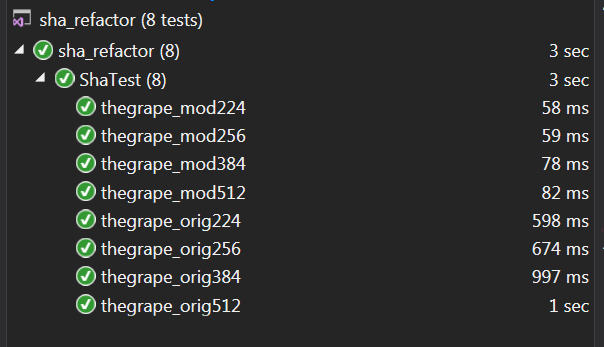 sha_refactor (8 tests)
sha_refactor (8) 3 sec
ShaTest (8) 3 sec
thegrape_mod224 58 ms
thegrape_mod256 59 ms
thegrape_mod384 78 ms
thegrape_mod512 82 ms
thegrape_orig224 598 ms
thegrape_orig256 674 ms
thegrape_orig384 997 ms
thegrape_orig512 1 sec